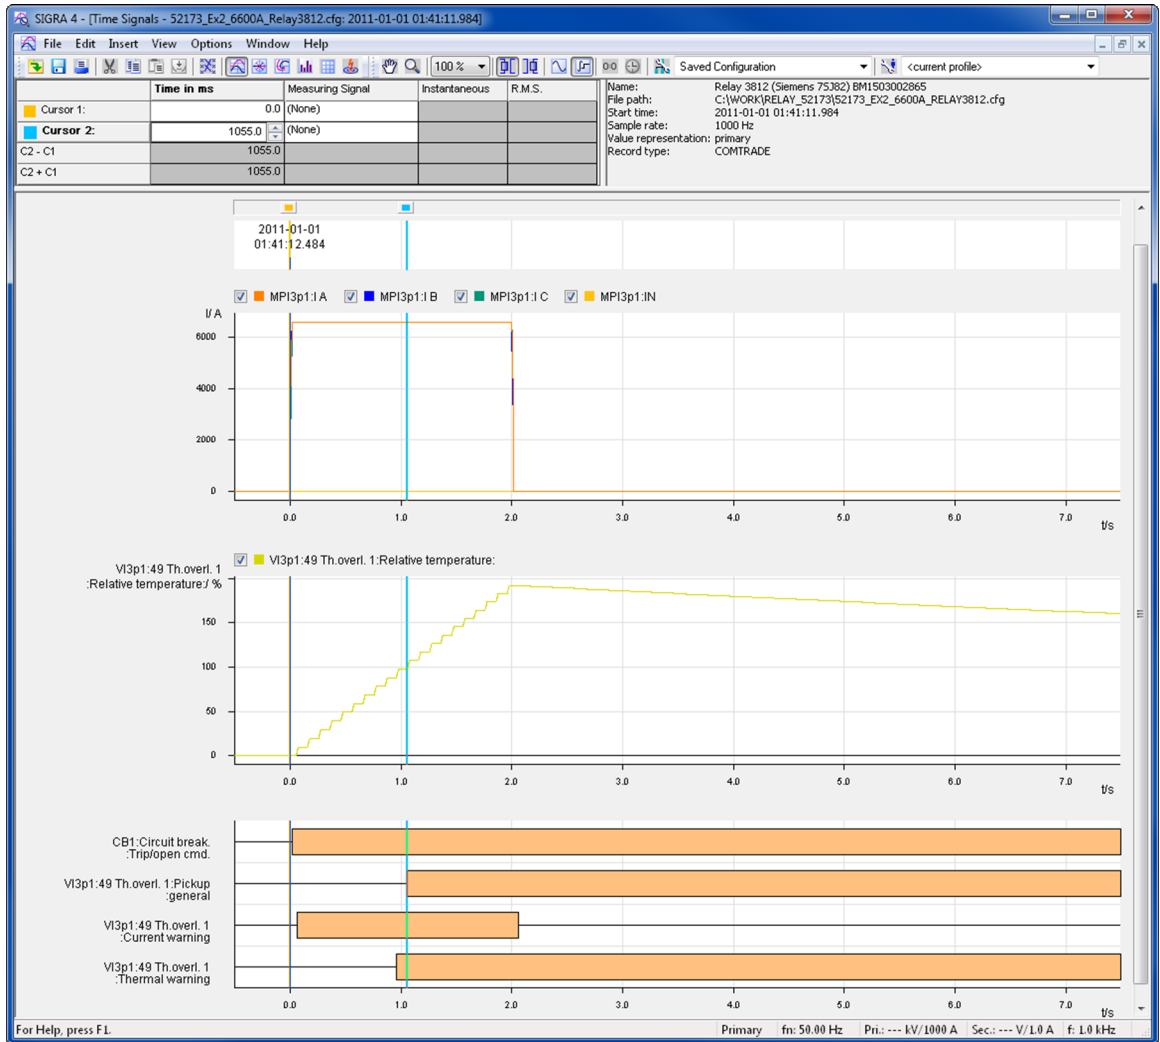 SIGRA 4 - [Time Signals - 52173_Ex2_6600A_Relay3812.cfg: 2011-01-01 01:41:11.984]
File Edit Insert View Options Window Help
100 % Saved Configuration <current profile>
Time in ms Measuring Signal Instantaneous R.M.S.
Cursor 1: 0.0 (None)
Cursor 2: 1055.0 (None)
C2 - C1 1055.0
C2 + C1 1055.0
Name: Relay 3812 (Siemens 7SJ82) BM1503002865
File path: C:\WORK\RELAY_52173\52173_EX2_6600A_RELAY3812.cfg
Start time: 2011-01-01 01:41:11.984
Sample rate: 1000 Hz
Value representation: primary
Record type: COMTRADE
2011-01-01
01:41:12.484
MPI3p1:I A MPI3p1:I B MPI3p1:I C MPI3p1:IN
I/ A
6000
4000
2000
0
0.0 1.0 2.0 3.0 4.0 5.0 6.0 7.0
t/s
VI3p1:49 Th.overl. 1:Relative temperature:
VI3p1:49 Th.overl. 1
:Relative temperature:/ %
150
100
50
0
0.0 1.0 2.0 3.0 4.0 5.0 6.0 7.0
t/s
CB1:Circuit break.
:Trip/open cmd.
VI3p1:49 Th.overl. 1:Pickup
:general
VI3p1:49 Th.overl. 1
:Current warning
VI3p1:49 Th.overl. 1
:Thermal warning
0.0 1.0 2.0 3.0 4.0 5.0 6.0 7.0
t/s
For Help, press F1. Primary fn: 50.00 Hz Pri.: --- kV/1000 A Sec.: --- V/1.0 A f: 1.0 kHz